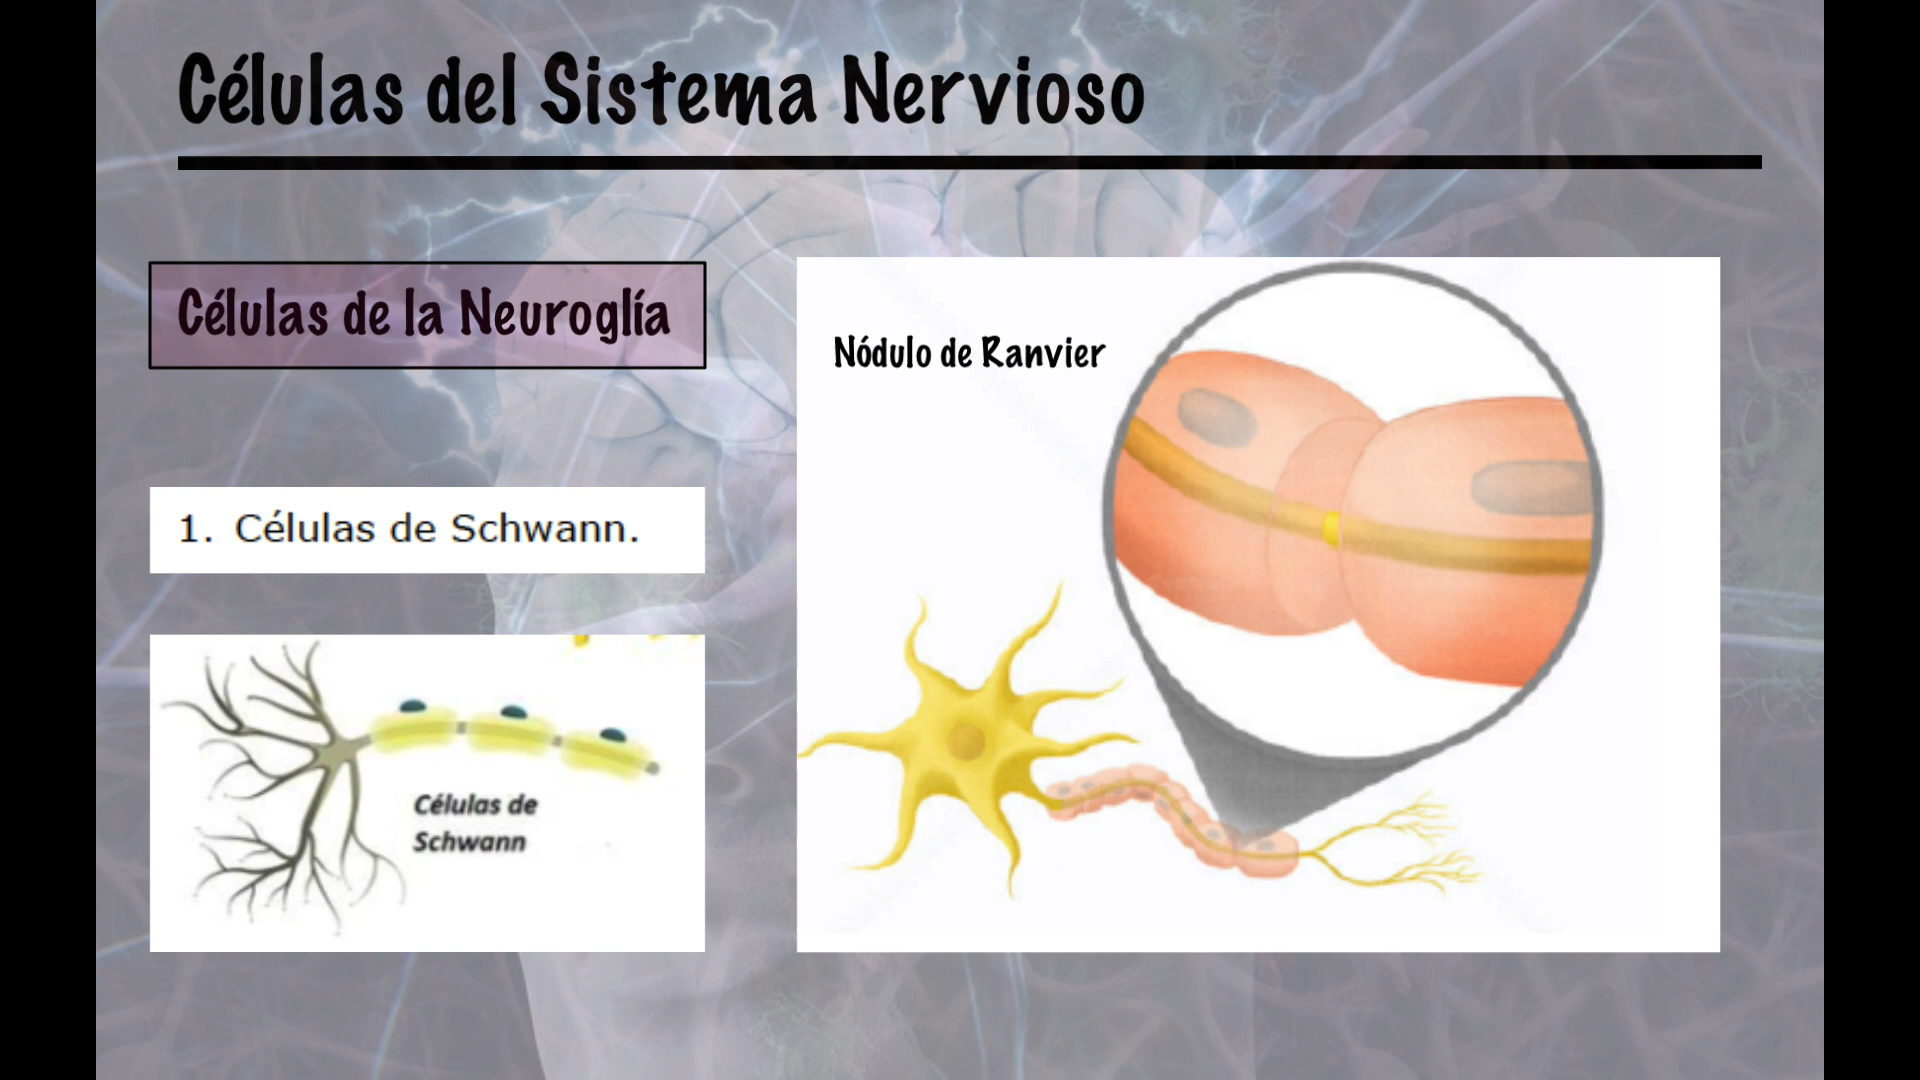 Células del Sistema Nervioso
Células de la Neuroglía
1. Células de Schwann.
Células de
Schwann
Nódulo de Ranvier